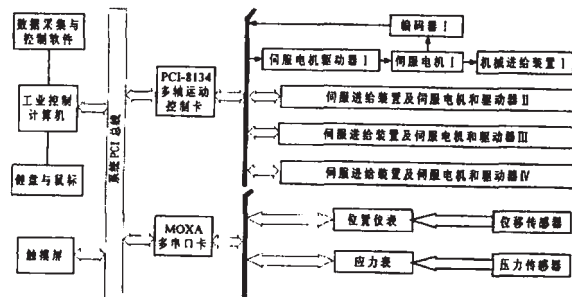 数据采集与
控制软件
工业控制
计算机
键盘与鼠标
触摸屏
系统PCI 总线
PCI-8134
多轴运动
控制卡
MOXA
多串口卡
编码器 I
伺服电机驱动器 I
伺服电机 I
机械进给装置 I
伺服进给装置及伺服电机和驱动器II
伺服进给装置及伺服电机和驱动器III
伺服进给装置及伺服电机和驱动器IV
位置仪表
位移传感器
应力表
压力传感器